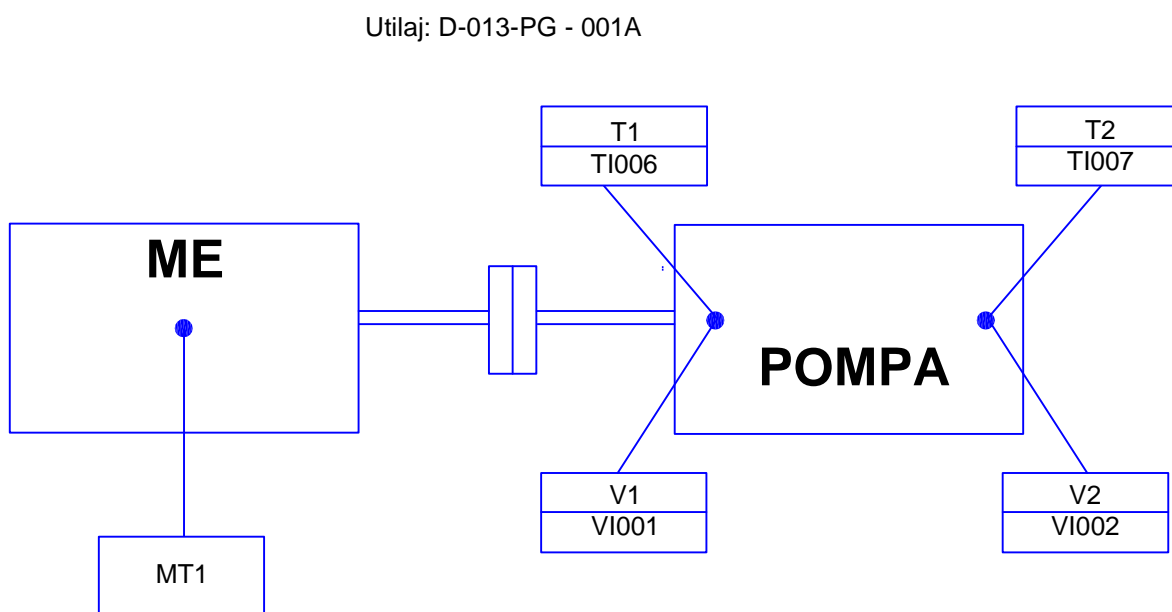 Utilaj: D-013-PG - 001A
T1
TI006
T2
TI007
ME
POMPA
V1
VI001
V2
VI002
MT1